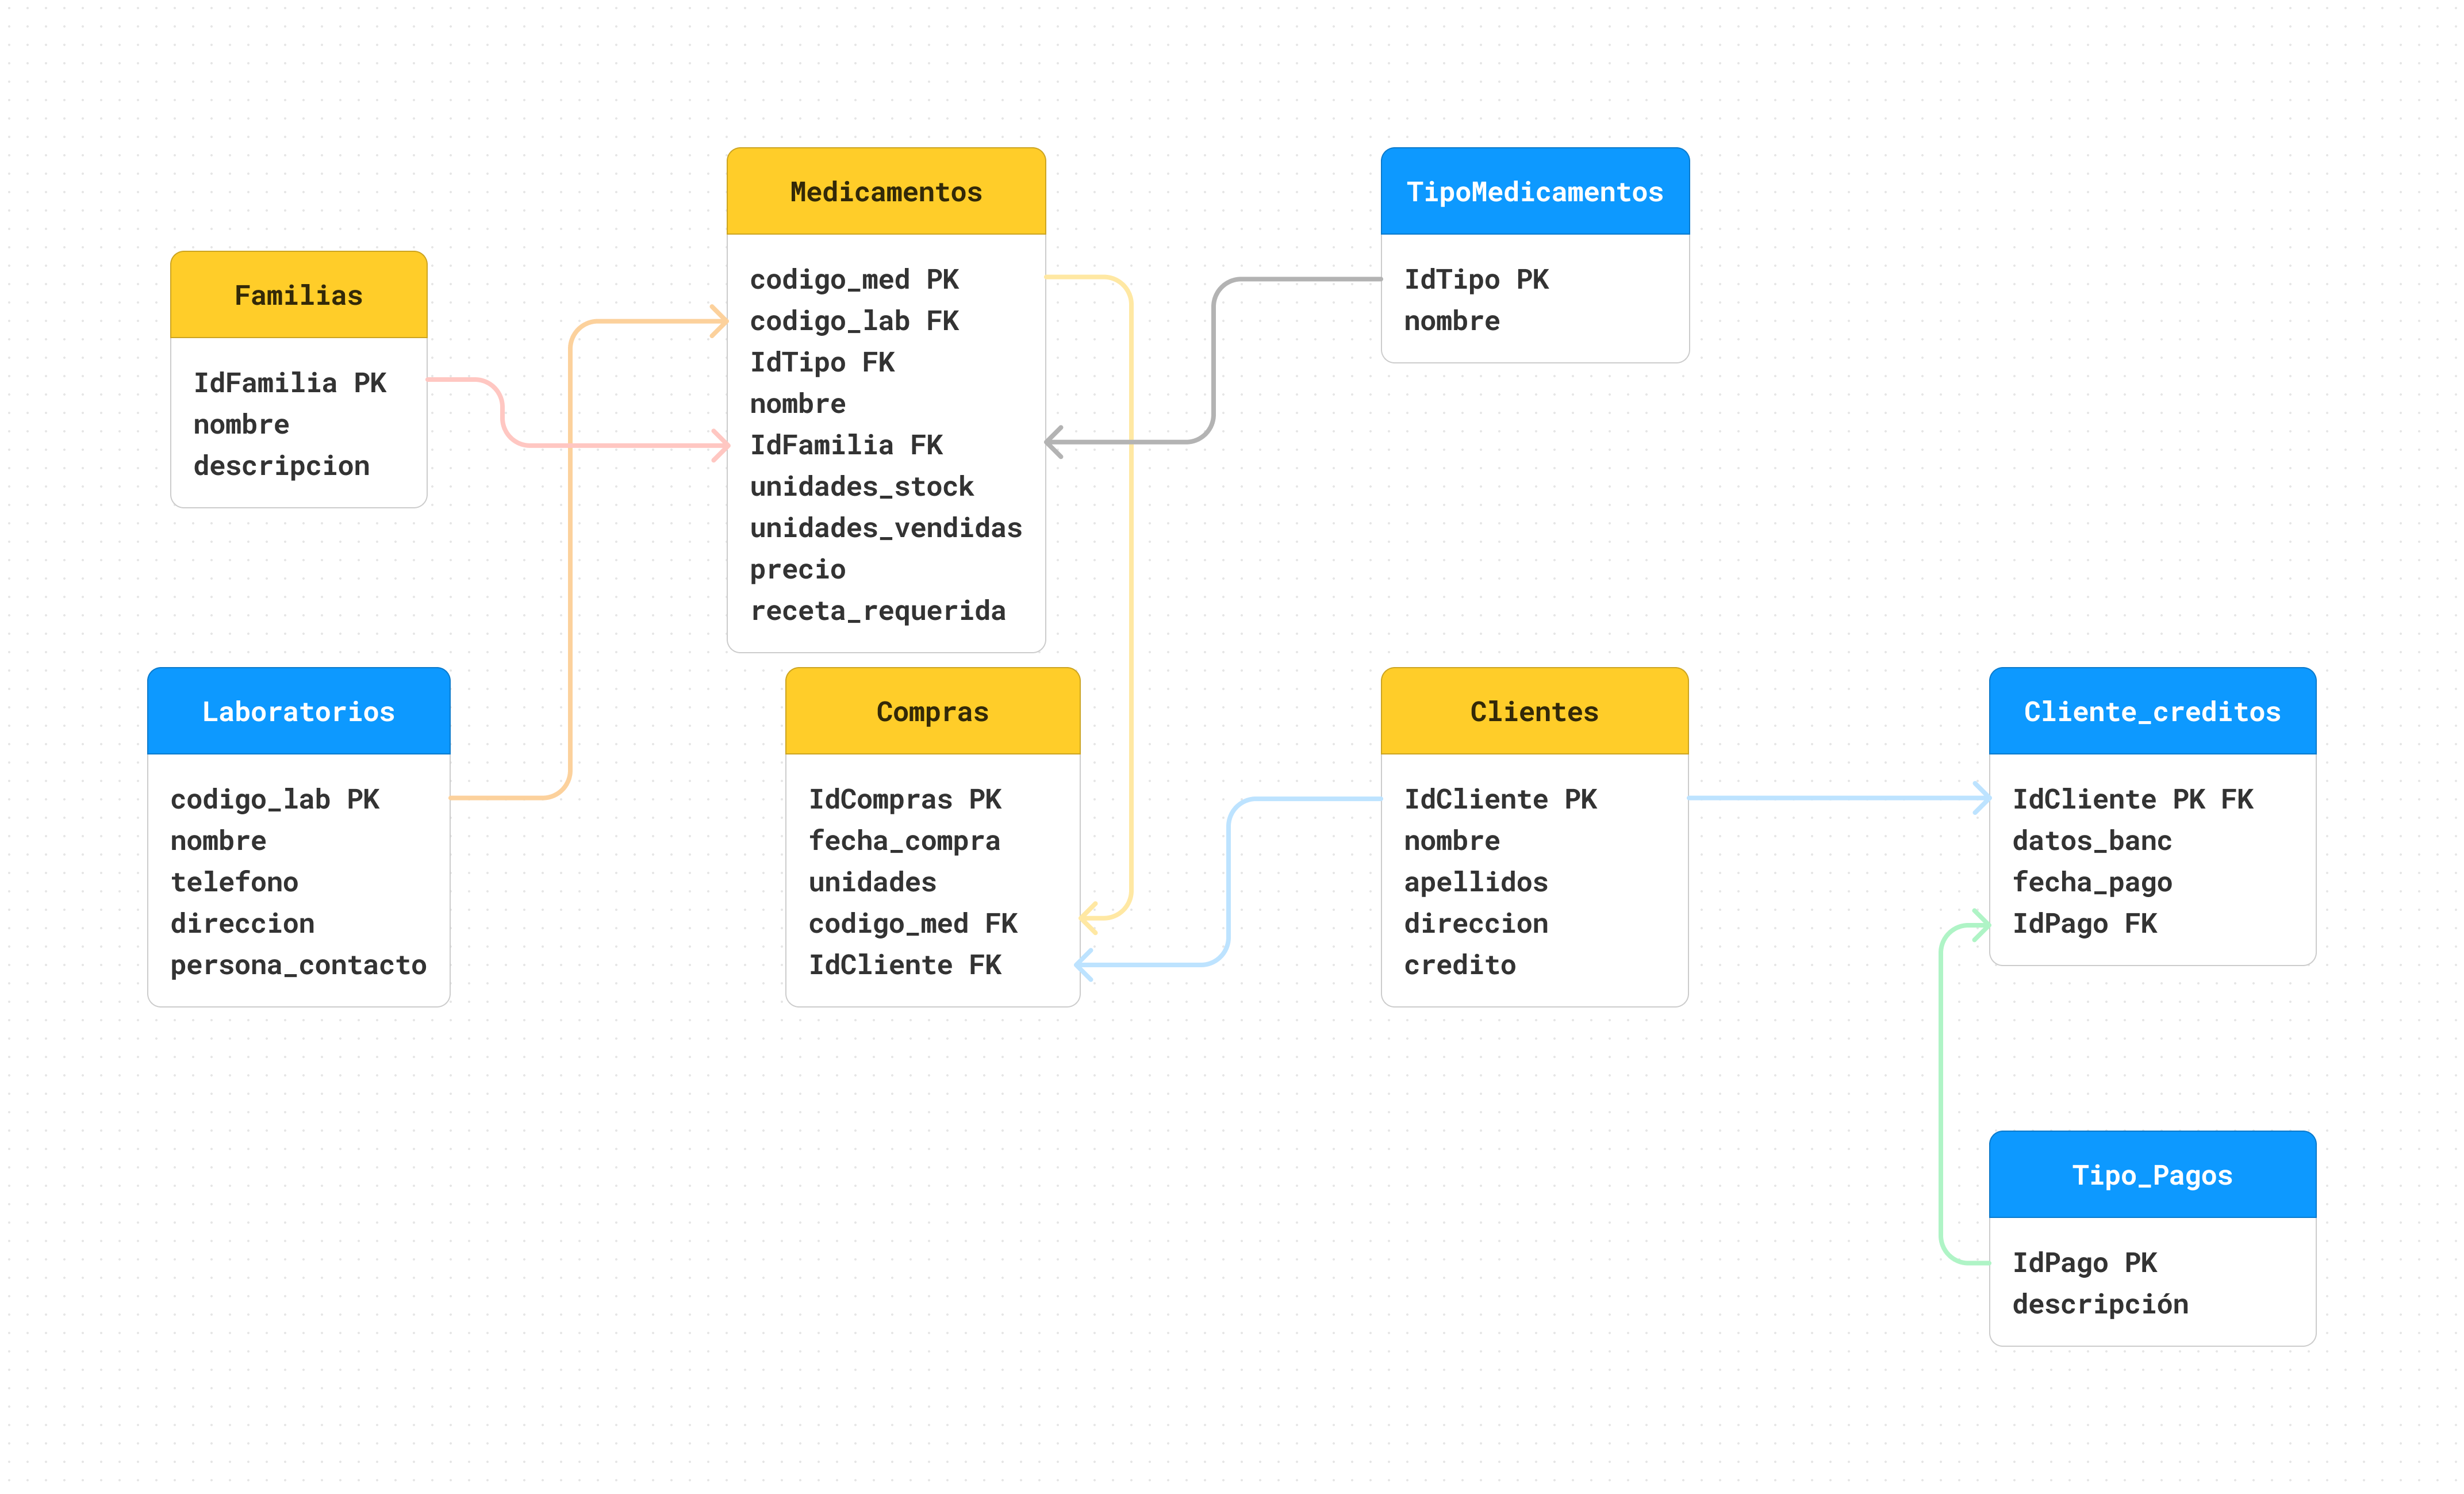 Medicamentos
codigo_med PK
codigo_lab FK
IdTipo FK
nombre
IdFamilia FK
unidades_stock
unidades_vendidas
precio
receta_requerida
TipoMedicamentos
IdTipo PK
nombre
Familias
IdFamilia PK
nombre
descripcion
Laboratorios
codigo_lab PK
nombre
telefono
direccion
persona_contacto
Compras
IdCompras PK
fecha_compra
unidades
codigo_med FK
IdCliente FK
Clientes
IdCliente PK
nombre
apellidos
direccion
credito
Cliente_creditos
IdCliente PK FK
datos_banc
fecha_pago
IdPago FK
Tipo_Pagos
IdPago PK
descripción